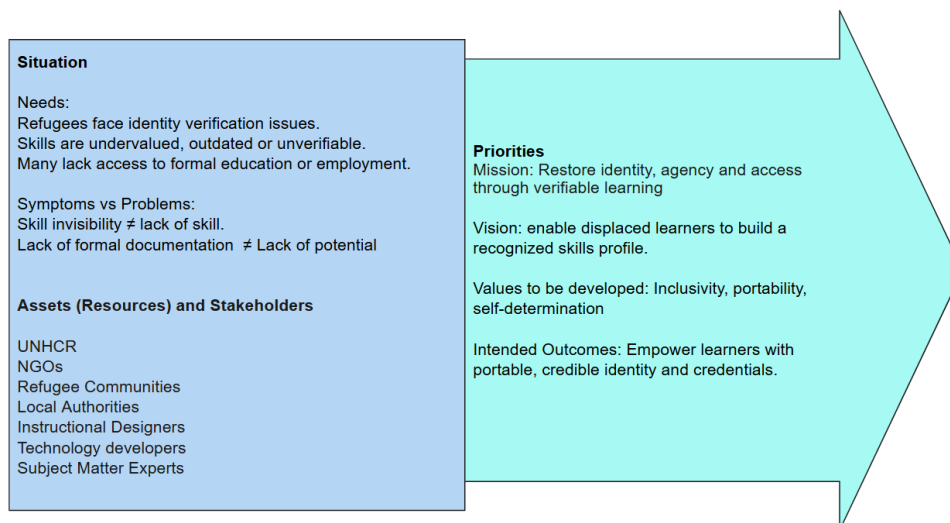 Situation
Needs:
Refugees face identity verification issues.
Skills are undervalued, outdated or unverifiable.
Many lack access to formal education or employment.
Symptoms vs Problems:
Skill invisibility ≠ lack of skill.
Lack of formal documentation ≠ Lack of potential
Assets (Resources) and Stakeholders
UNHCR
NGOs
Refugee Communities
Local Authorities
Instructional Designers
Technology developers
Subject Matter Experts
Priorities
Mission: Restore identity, agency and access
through verifiable learning
Vision: enable displaced learners to build a
recognized skills profile.
Values to be developed: Inclusivity, portability,
self-determination
Intended Outcomes: Empower learners with
portable, credible identity and credentials.